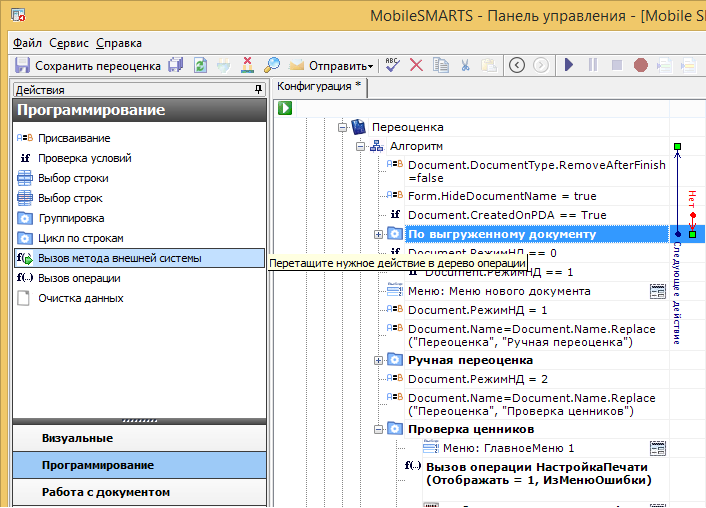 MobileSMARTS - Панель управления - [Mobile S
Файл Сервис Справка
Сохранить переоценка Отправить
Действия
Конфигурация *
Программирование
A=B Присваивание
if Проверка условий
Выбор строки
Выбор строк
Группировка
Цикл по строкам
f() Вызов метода внешней системы
f(..) Вызов операции
Очистка данных
Визуальные
Программирование
Работа с документом
Переоценка
Алгоритм
A=B Document.DocumentType.RemoveAfterFinish
=false
A=B Form.HideDocumentName = true
if Document.CreatedOnPDA == True
По выгруженному документу
if Document.РежимНД == 0
Перетащите нужное действие в дерево операции
Document.РежимНД == 1
Меню: Меню нового документа
A=B Document.РежимНД = 1
A=B Document.Name=Document.Name.Replace
("Переоценка", "Ручная переоценка")
Ручная переоценка
A=B Document.РежимНД = 2
A=B Document.Name=Document.Name.Replace
("Переоценка", "Проверка ценников")
Проверка ценников
Меню: ГлавноеМеню 1
f(..) Вызов операции НастройкаПечати
(Отображать = 1, ИзМенюОшибки)
Нет
Следующее действие